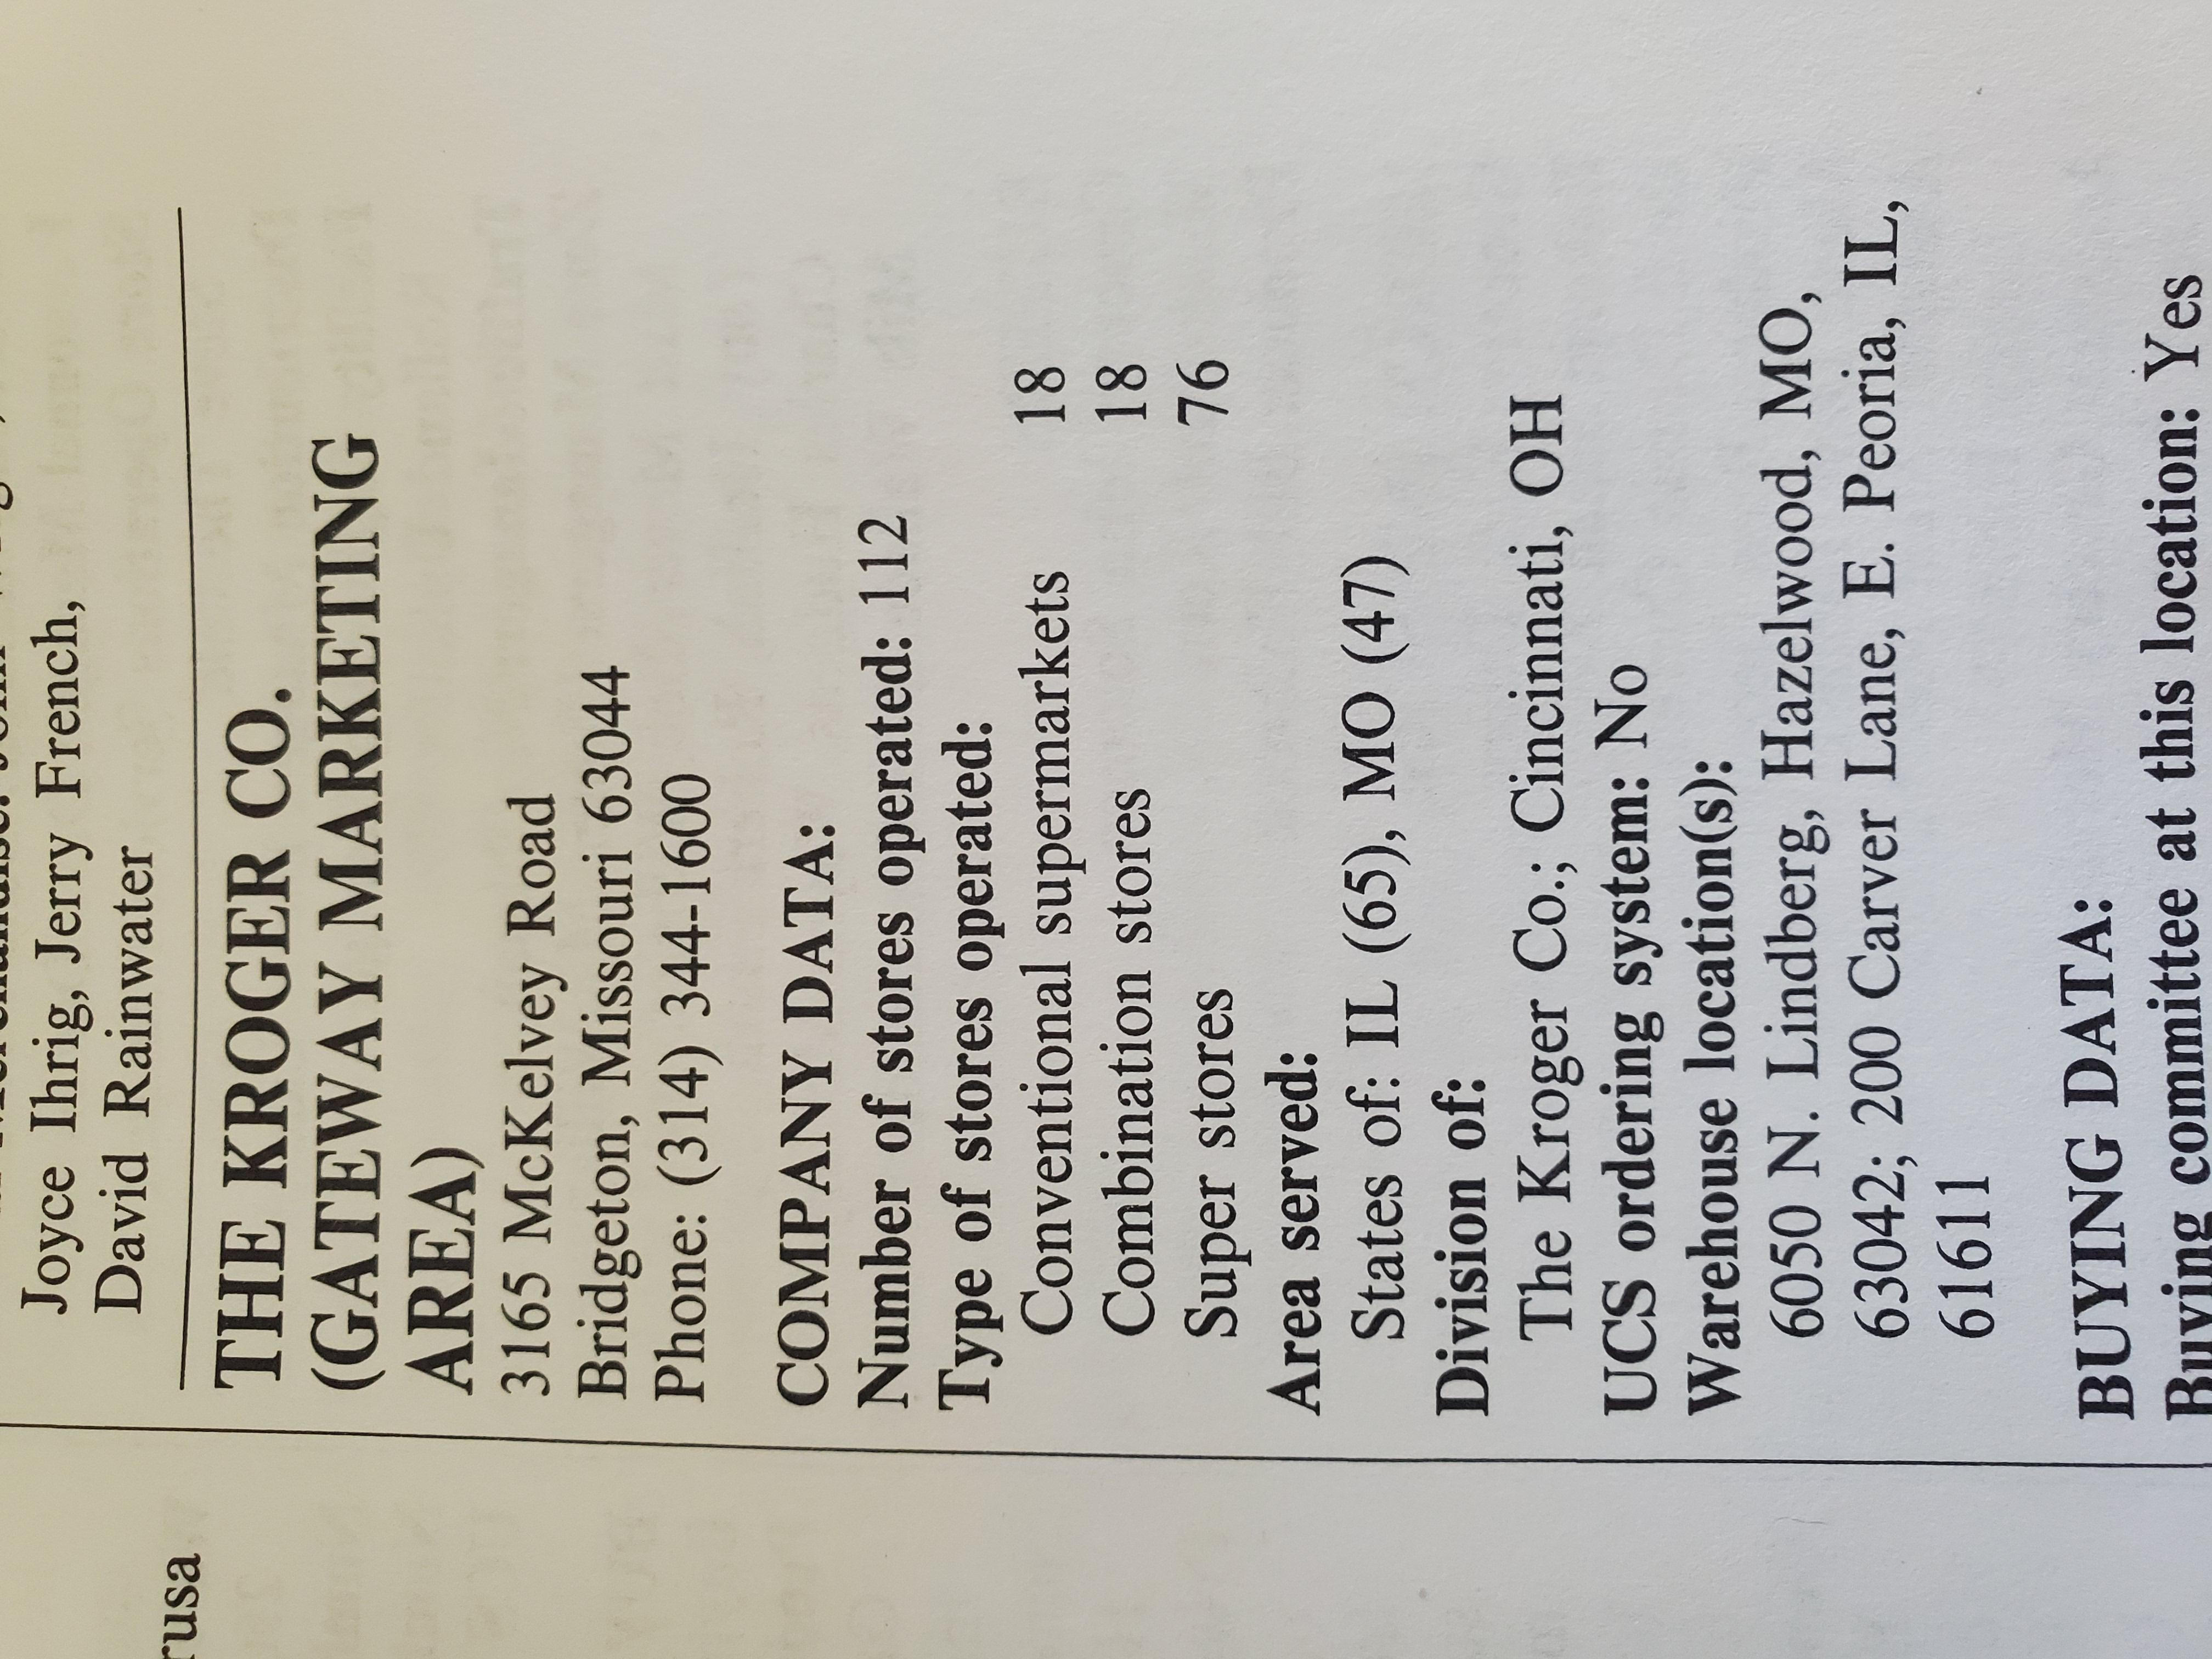 Joyce Ihrig, Jerry French,
David Rainwater
THE KROGER CO.
(GATEWAY MARKETING
AREA)
3165 McKelvey Road
Bridgeton, Missouri 63044
Phone: (314) 344-1600
COMPANY DATA:
Number of stores operated: 112
Type of stores operated:
Conventional supermarkets 18
Combination stores 18
Super stores 76
Area served:
States of: IL (65), MO (47)
Division of:
The Kroger Co.; Cincinnati, OH
UCS ordering system: No
Warehouse location(s):
6050 N. Lindberg, Hazelwood, MO,
63042; 200 Carver Lane, E. Peoria, IL,
61611
BUYING DATA:
Buying committee at this location: Yes